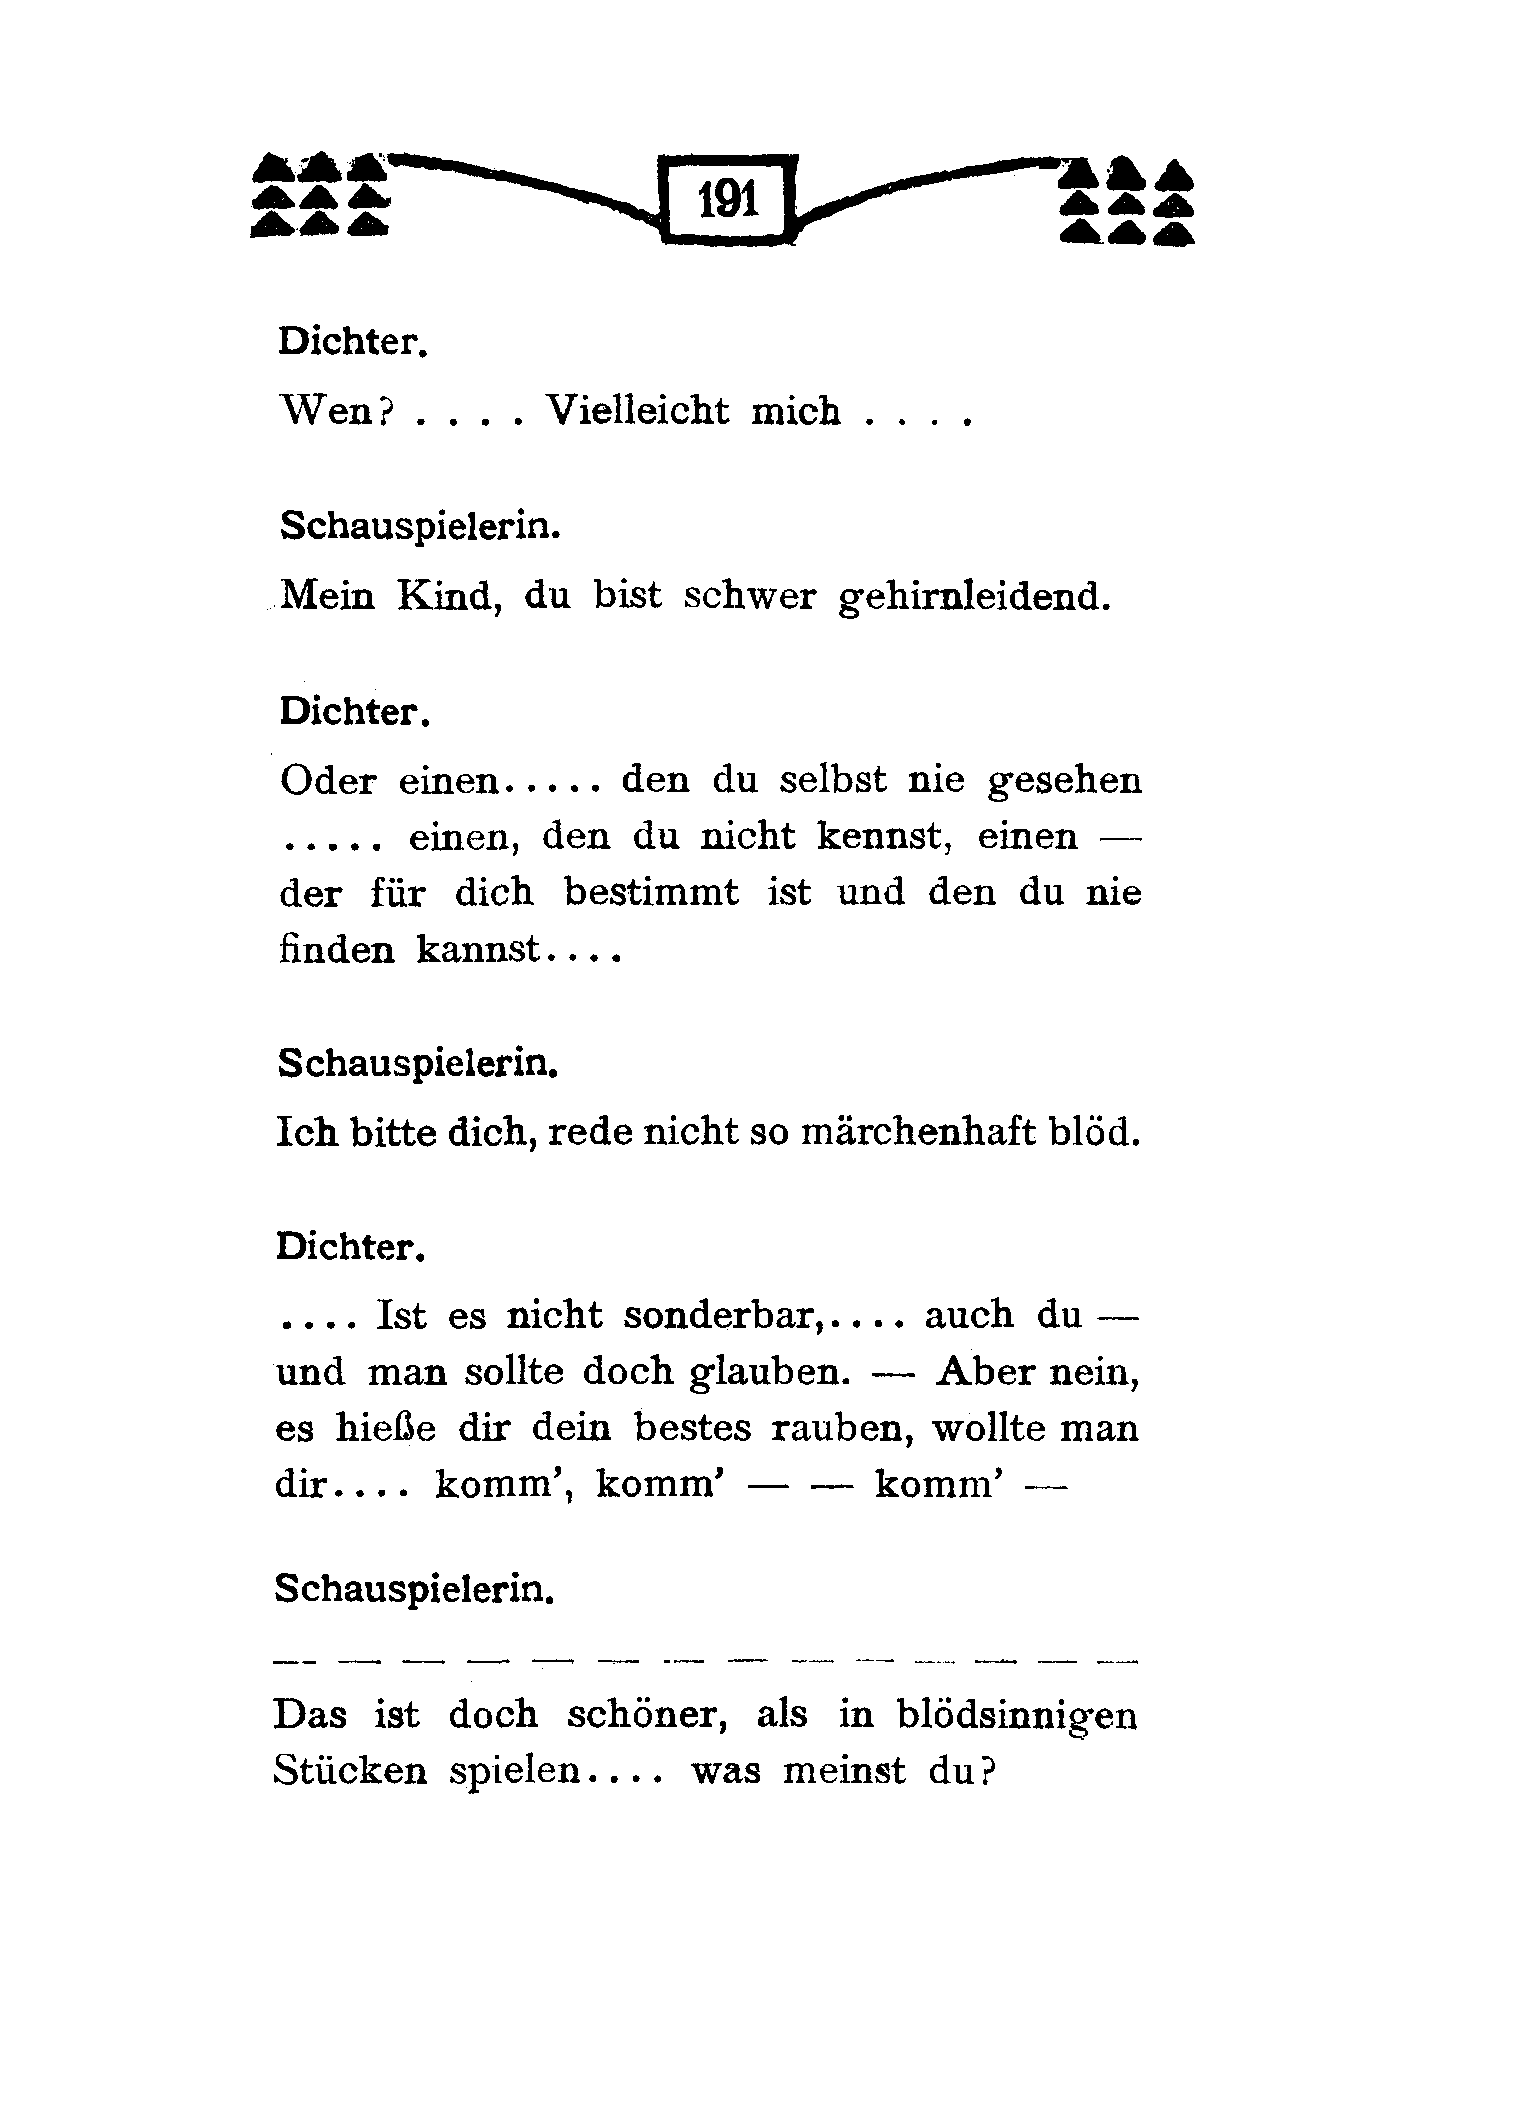 191
Dichter.
Wen? . . . . Vielleicht mich . . . .
Schauspielerin.
Mein Kind, du bist schwer gehirnleidend.
Dichter.
Oder einen..... den du selbst nie gesehen
..... einen, den du nicht kennst, einen —
der für dich bestimmt ist und den du nie
finden kannst....
Schauspielerin.
Ich bitte dich, rede nicht so märchenhaft blöd.
Dichter.
.... Ist es nicht sonderbar,.... auch du —
und man sollte doch glauben. — Aber nein,
es hieße dir dein bestes rauben, wollte man
dir.... komm’, komm’ — — komm’ —
Schauspielerin.
— — — — — — — — — — — — — —
Das ist doch schöner, als in blödsinnigen
Stücken spielen.... was meinst du?